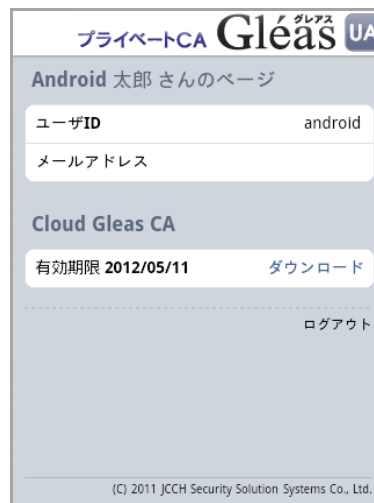 プライベートCA Gléas グレアス UA
Android 太郎 さんのページ
ユーザID android
メールアドレス
Cloud Gleas CA
有効期限 2012/05/11 ダウンロード
ログアウト
(C) 2011 JCCH Security Solution Systems Co., Ltd.